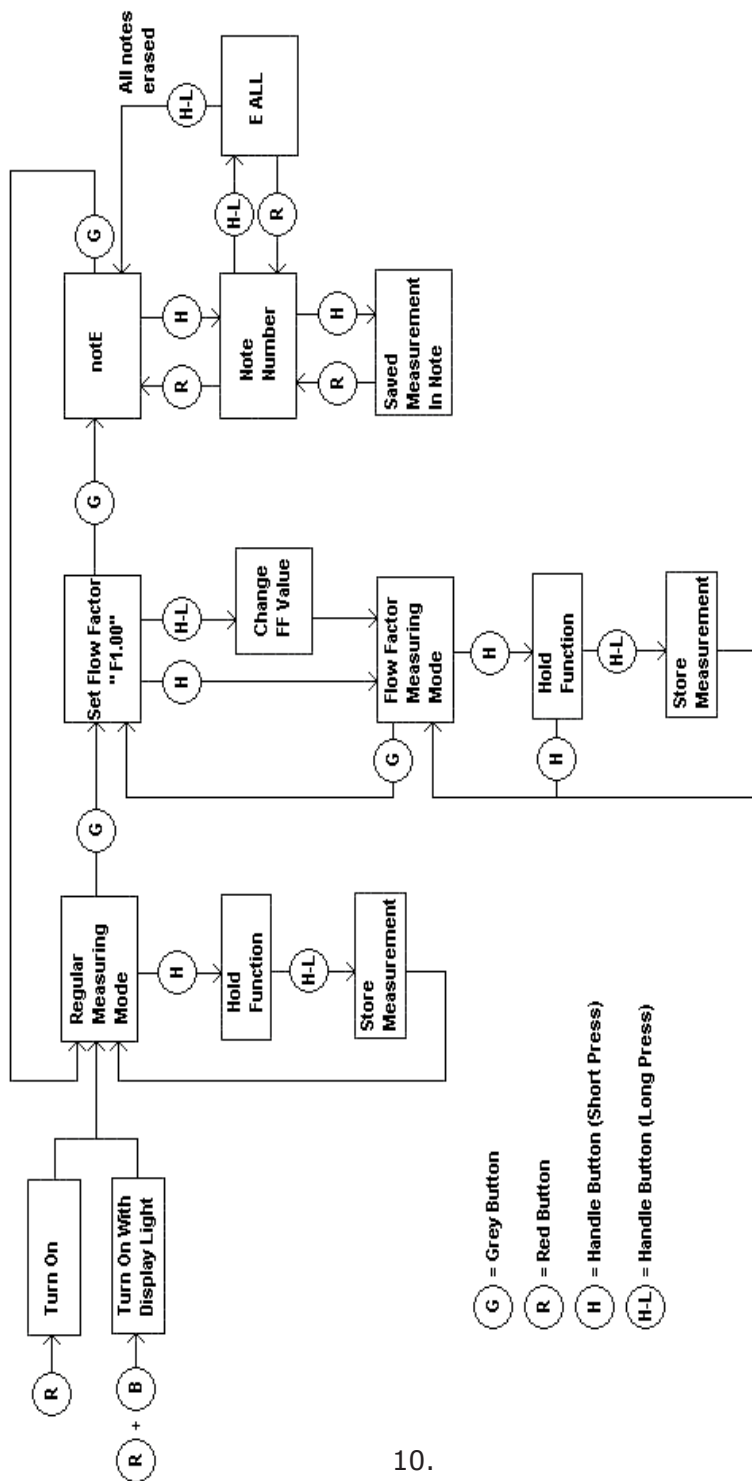 R
Turn On
R + B
Turn On With
Display Light
Regular
Measuring
Mode
H
Hold
Function
H-L
Store
Measurement
G
Set Flow Factor
"F1.00"
H
H-L
Change
FF Value
G
Flow Factor
Measuring
Mode
H
Hold
Function
H
H-L
Store
Measurement
G
notE
G
R
H
Note
Number
H-L
R
E ALL
H-L
All notes
erased
R
H
Saved
Measurement
In Note
G = Grey Button
R = Red Button
H = Handle Button (Short Press)
H-L = Handle Button (Long Press)
10.